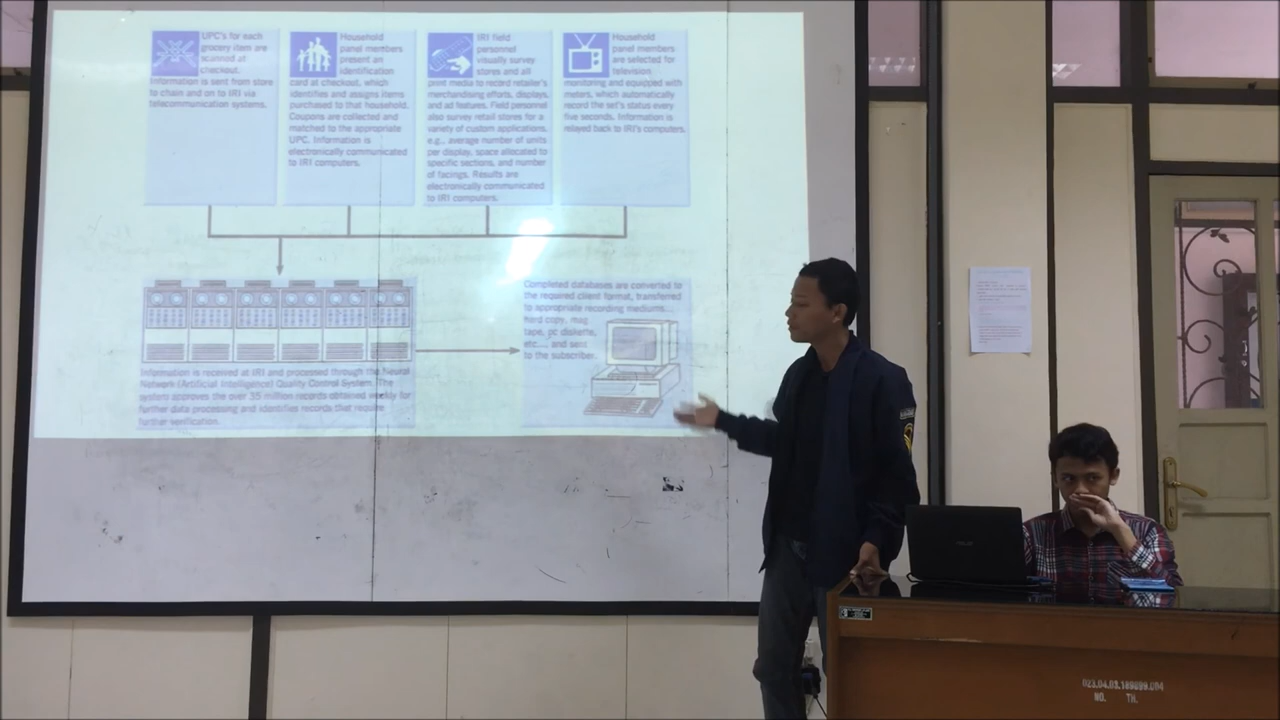 UPC's for each
grocery item are
scanned at
checkout.
Information is sent from store
to chain and on to IRI via
telecommunication systems.
Household
panel members
present an
identification
card at checkout, which
identifies and assigns items
purchased to that household.
Coupons are collected and
matched to the appropriate
UPC. Information is
electronically communicated
to IRI computers.
IRI field
personnel
visually survey
stores and all
print media to record retailer's
merchandising efforts, displays,
and ad features. Field personnel
also survey retail stores for a
variety of custom applications,
e.g., average number of units
per display, space allocated to
specific sections, and number
of facings. Results are
electronically communicated
to IRI computers.
Household
panel members
are selected for
television
monitoring and equipped with
meters, which automatically
record the set's status every
five seconds. Information is
relayed back to IRI's computers.
Information is received at IRI and processed through the Neural
Network (Artificial Intelligence) Quality Control System. The
system approves the over 35 million records obtained weekly for
further data processing and identifies records that require
further verification.
Completed databases are converted to
the required client format, transferred
to appropriate recording mediums...
hard copy, mag
tape, pc diskette,
etc..., and sent
to the subscriber.
ASUS
NO. TH.